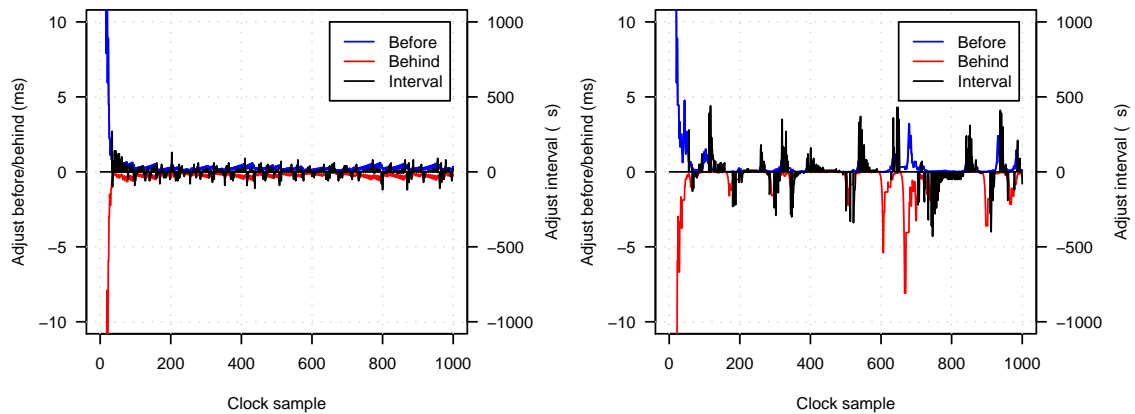 10
5
0
−5
−10
1000
500
0
−500
−1000
0
200
400
600
800
1000
Adjust before/behind (ms)
Adjust interval ( s)
Clock sample
Before
Behind
Interval
10
5
0
−5
−10
1000
500
0
−500
−1000
0
200
400
600
800
1000
Adjust before/behind (ms)
Adjust interval ( s)
Clock sample
Before
Behind
Interval